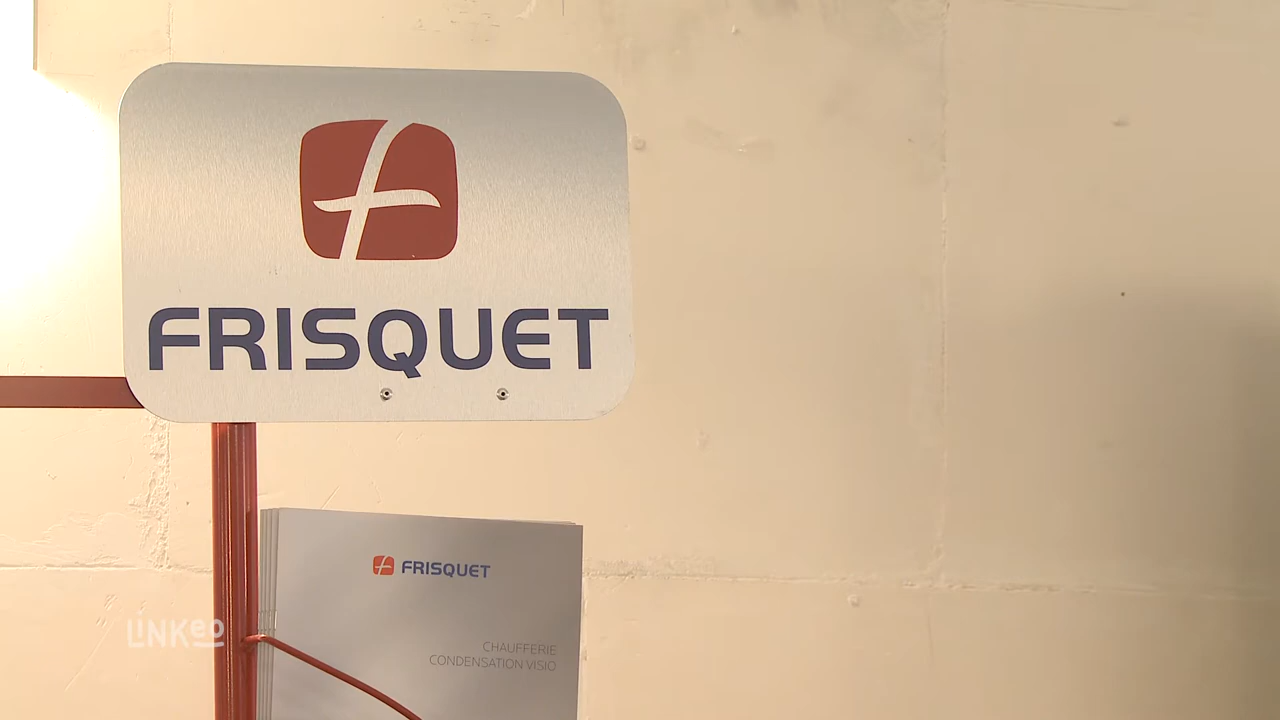 FRISQUET
FRISQUET
CHAUFFERIE
CONDENSATION VISIO
LINKEO